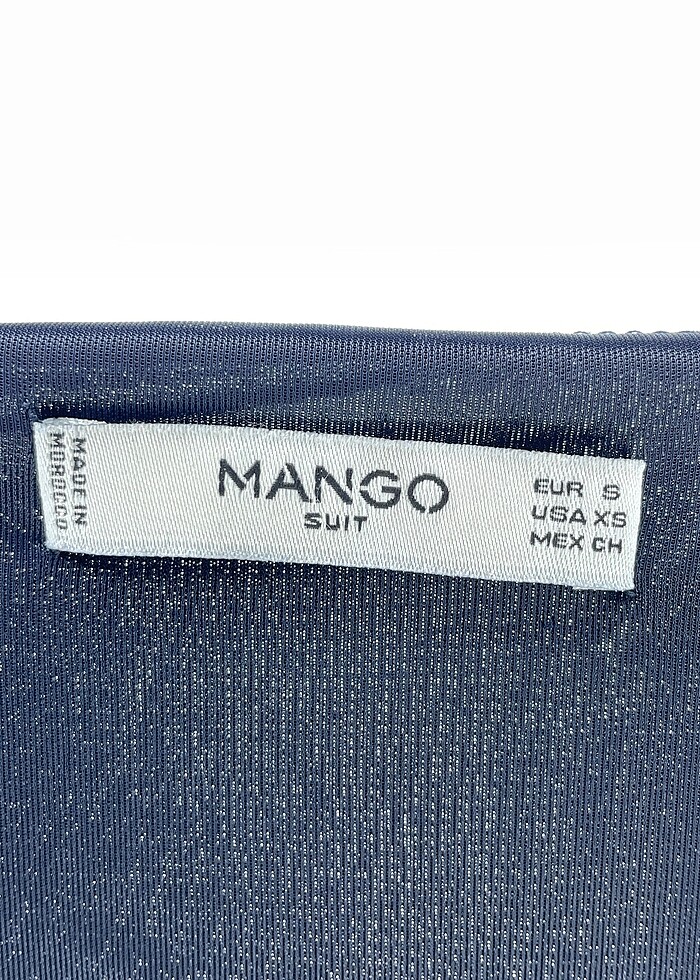 MADE IN
MOROCCO
MANGO
SUIT
EUR S
USA XS
MEX CH